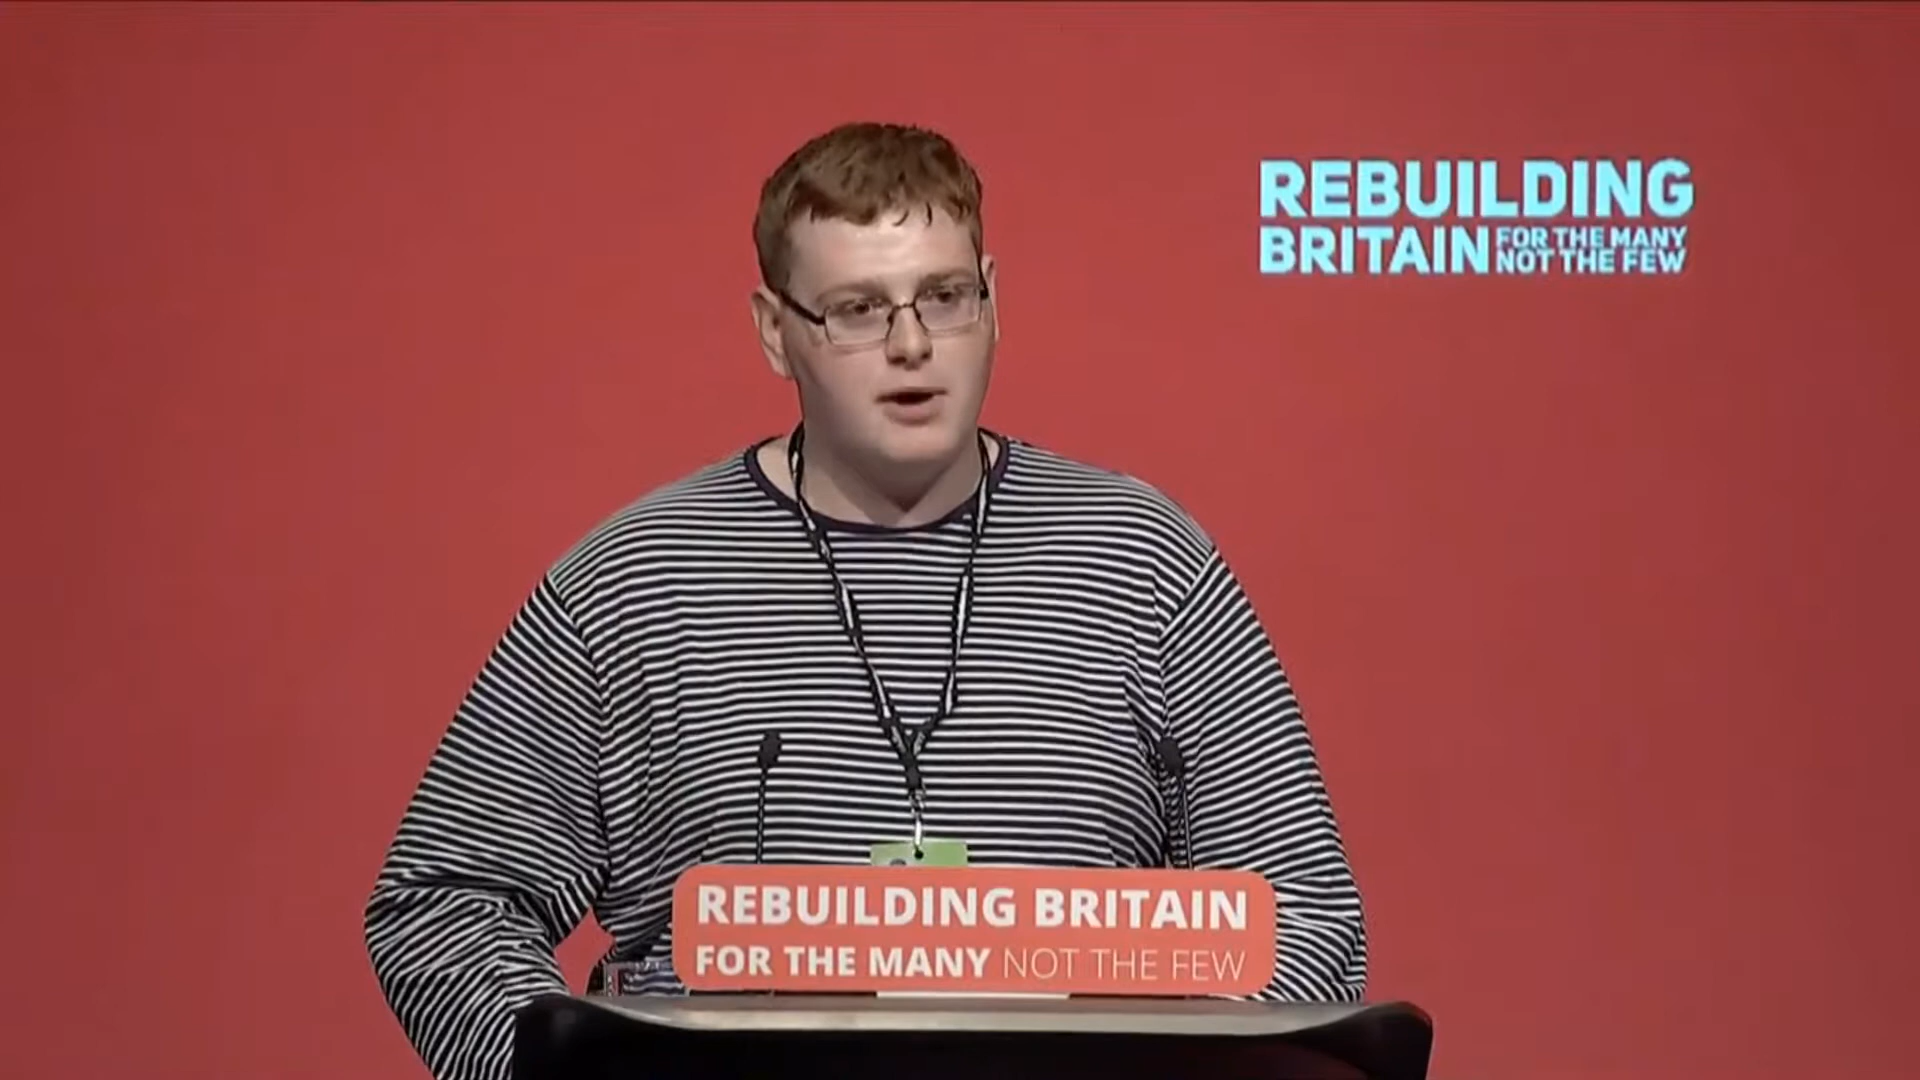 REBUILDING
BRITAIN FOR THE MANY
NOT THE FEW
REBUILDING BRITAIN
FOR THE MANY NOT THE FEW